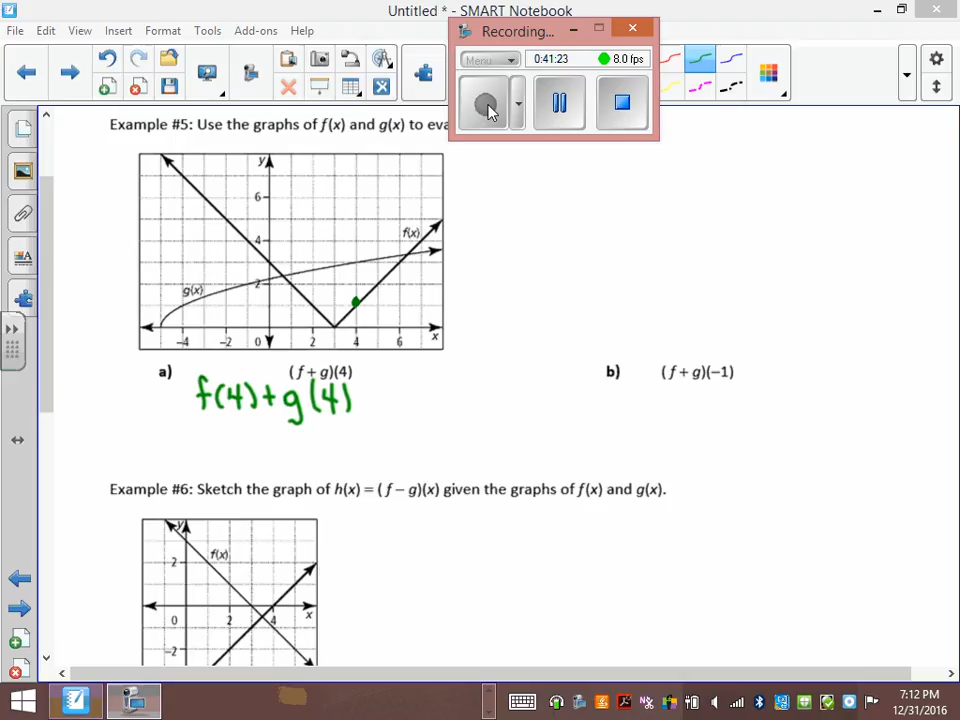 Untitled * - SMART Notebook
Recording...
File Edit View Insert Format Tools Add-ons Help
Menu 0:41:23 8.0 fps
Example #5: Use the graphs of f(x) and g(x) to
y
6
4
2
f(x)
g(x)
-4 -2 0 2 4 6 x
a) (f + g)(4)
b) (f + g)(−1)
f(4)+g(4)
Example #6: Sketch the graph of h(x) = (f − g)(x) given the graphs of f(x) and g(x).
y
f(x)
2
0 2 4 x
-2
7:12 PM
12/31/2016